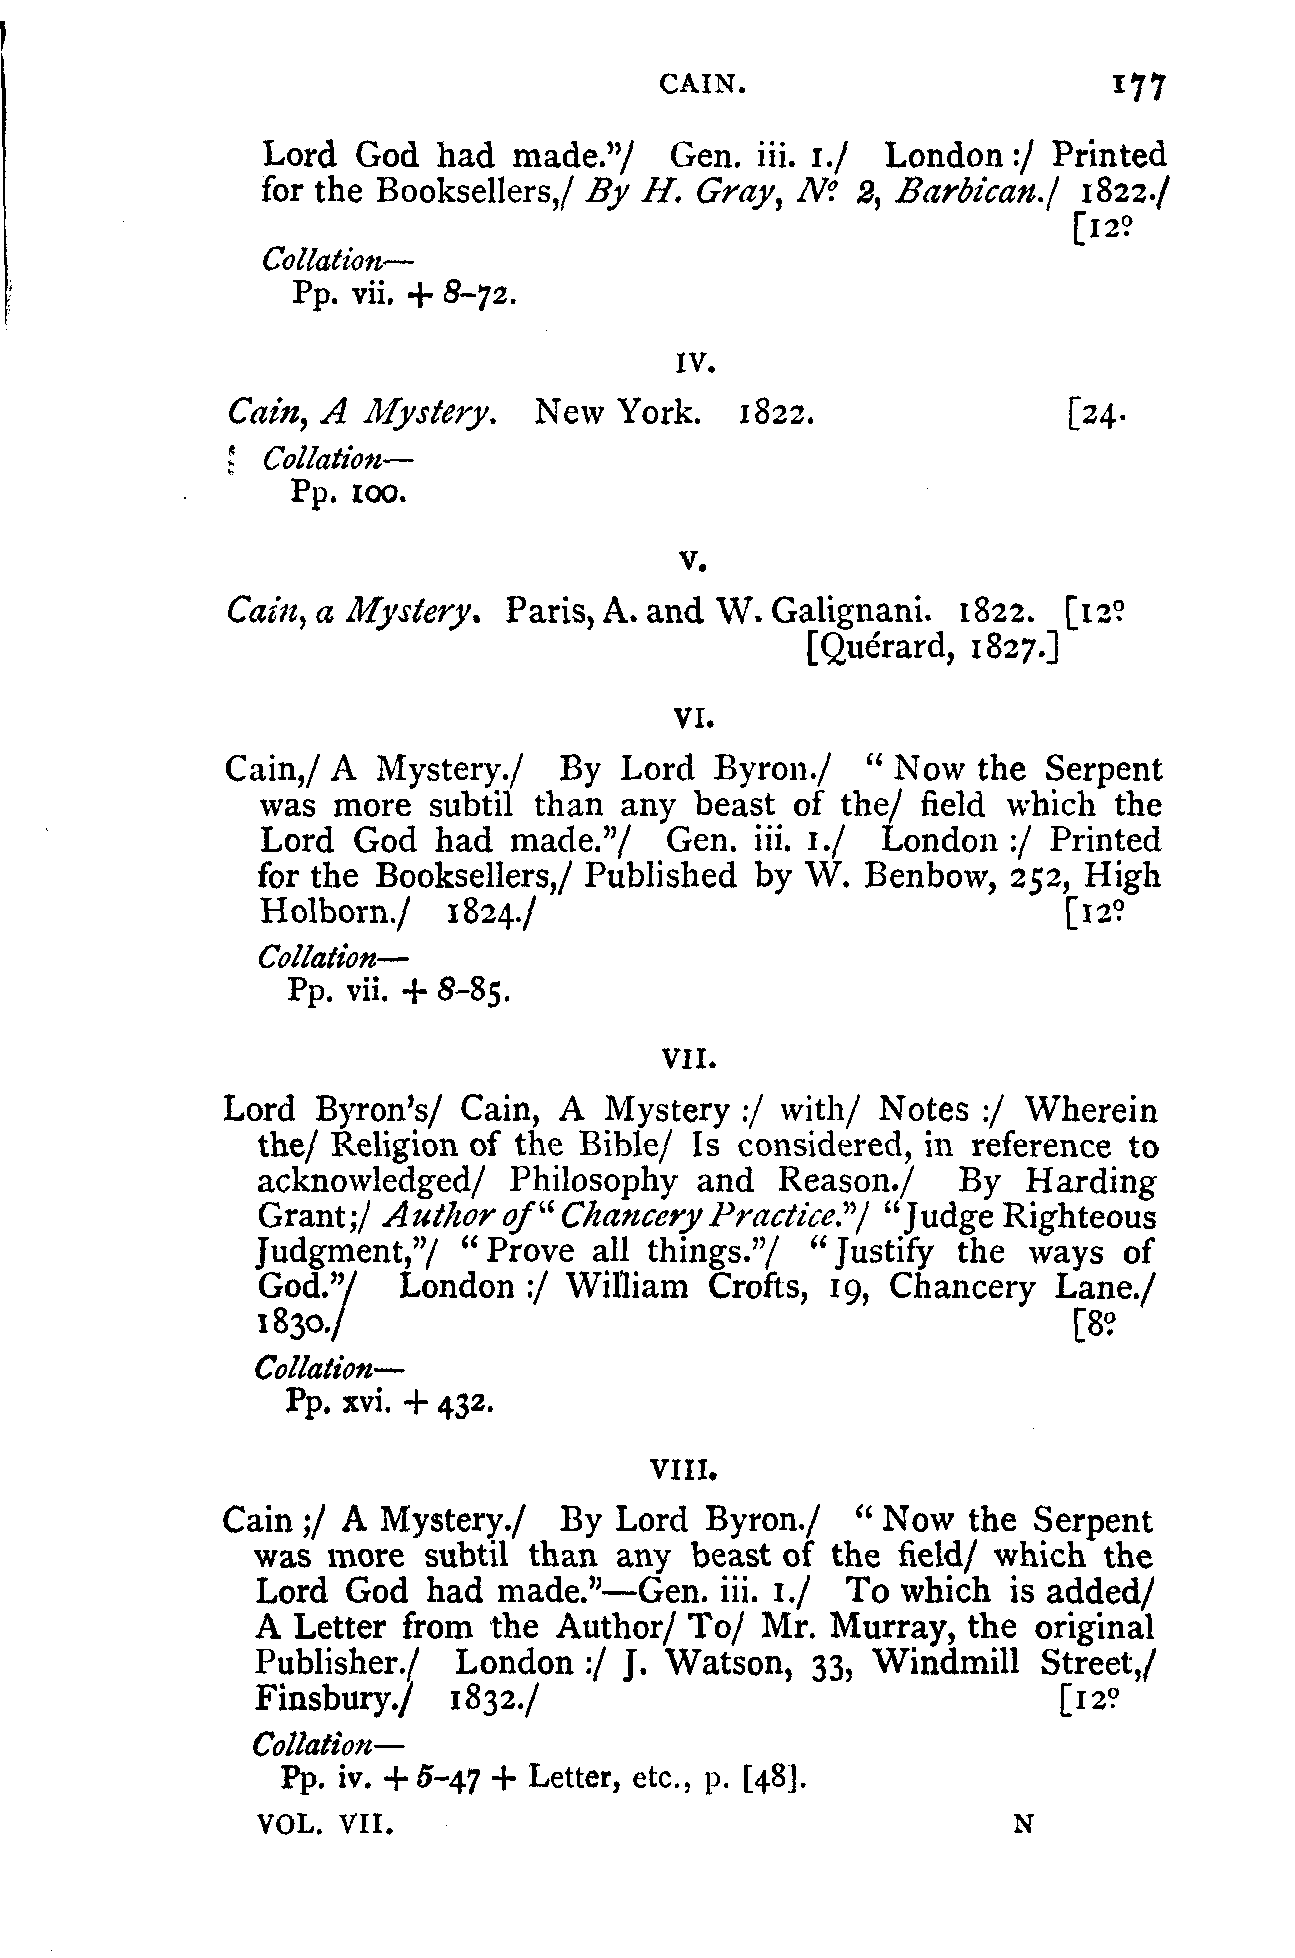 CAIN. 177
Lord God had made."/ Gen. iii. 1./ London :/ Printed
for the Booksellers,/ By H. Gray, Nº 2, Barbican./ 1822./
[12º
Collation—
Pp. vii. + 8-72.
IV.
Cain, A Mystery. New York. 1822. [24.
Collation—
Pp. 100.
V.
Cain, a Mystery. Paris, A. and W. Galignani. 1822. [12º
[Quérard, 1827.]
VI.
Cain,/ A Mystery./ By Lord Byron./ "Now the Serpent
was more subtil than any beast of the/ field which the
Lord God had made."/ Gen. iii. 1./ London :/ Printed
for the Booksellers,/ Published by W. Benbow, 252, High
Holborn./ 1824./ [12º
Collation—
Pp. vii. + 8-85.
VII.
Lord Byron's/ Cain, A Mystery :/ with/ Notes :/ Wherein
the/ Religion of the Bible/ Is considered, in reference to
acknowledged/ Philosophy and Reason./ By Harding
Grant;/ Author of "Chancery Practice."/ "Judge Righteous
Judgment,"/ "Prove all things."/ "Justify the ways of
God."/ London :/ William Crofts, 19, Chancery Lane./
1830./ [8º
Collation—
Pp. xvi. + 432.
VIII.
Cain ;/ A Mystery./ By Lord Byron./ "Now the Serpent
was more subtil than any beast of the field/ which the
Lord God had made."—Gen. iii. 1./ To which is added/
A Letter from the Author/ To/ Mr. Murray, the original
Publisher./ London :/ J. Watson, 33, Windmill Street,/
Finsbury./ 1832./ [12º
Collation—
Pp. iv. + 5-47 + Letter, etc., p. [48].
VOL. VII. N